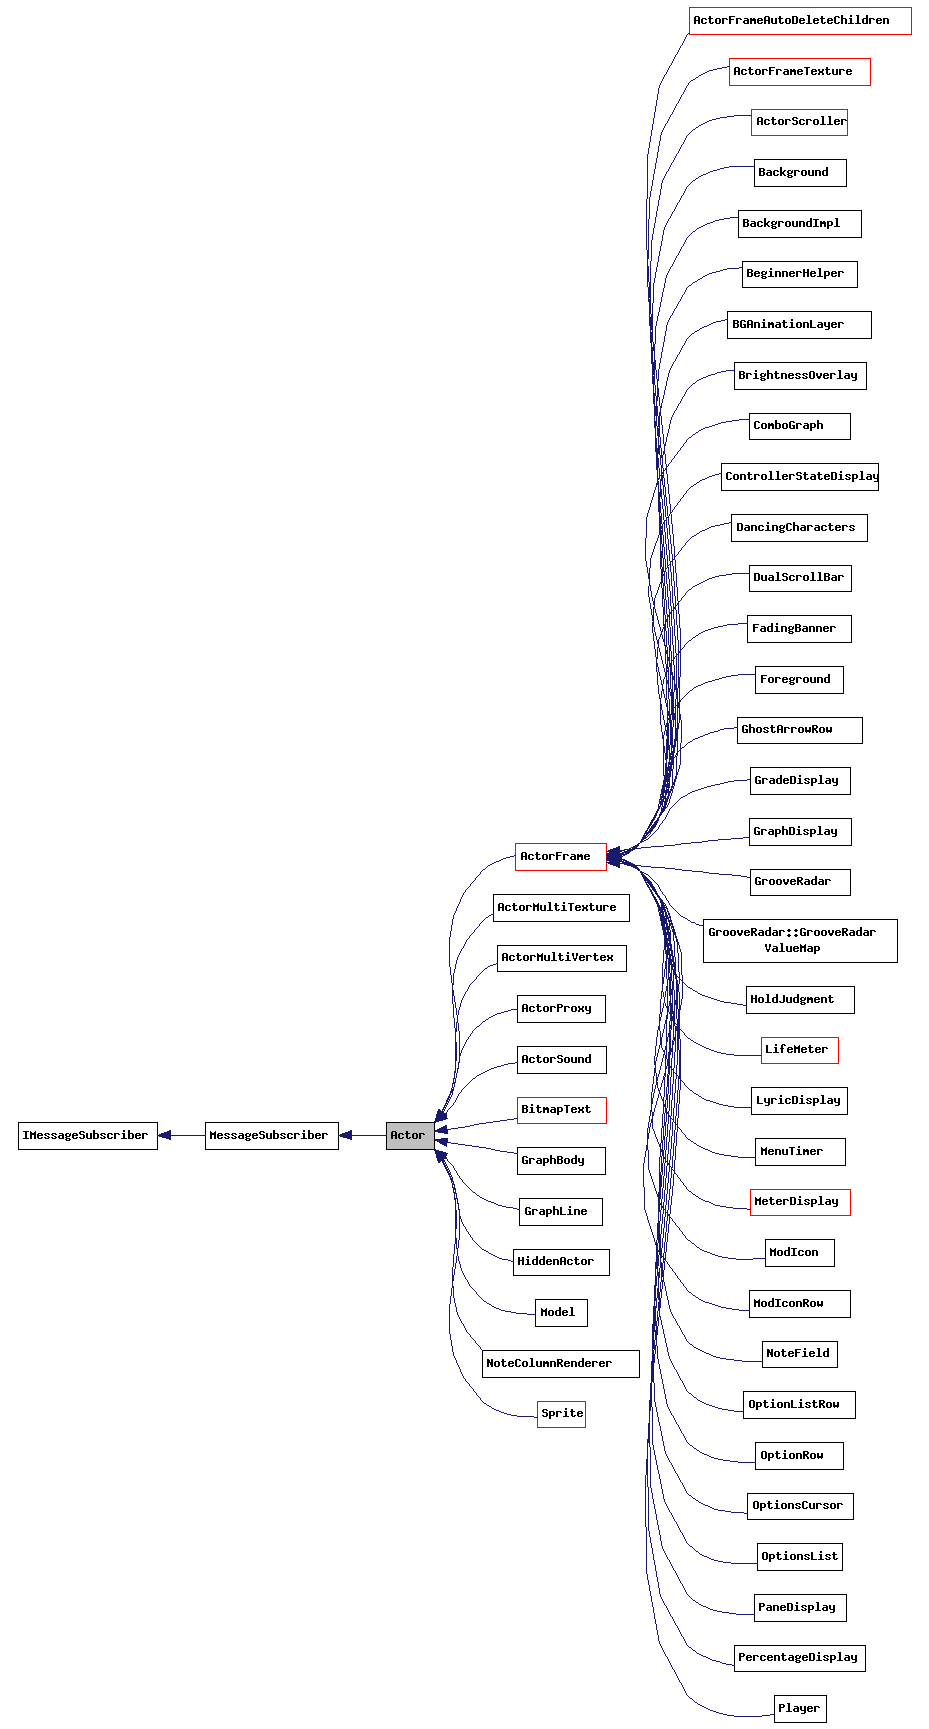 ActorFrameAutoDeleteChildren
ActorFrameTexture
ActorScroller
Background
BackgroundImpl
BeginnerHelper
BGAnimationLayer
BrightnessOverlay
ComboGraph
ControllerStateDisplay
DancingCharacters
DualScrollBar
FadingBanner
Foreground
GhostArrowRow
GradeDisplay
GraphDisplay
ActorFrame
GrooveRadar
ActorMultiTexture
GrooveRadar::GrooveRadar
ValueMap
ActorMultiVertex
HoldJudgment
ActorProxy
LifeMeter
ActorSound
LyricDisplay
BitmapText
IMessageSubscriber
MessageSubscriber
Actor
MenuTimer
GraphBody
MeterDisplay
GraphLine
ModIcon
HiddenActor
ModIconRow
Model
NoteField
NoteColumnRenderer
OptionListRow
Sprite
OptionRow
OptionsCursor
OptionsList
PaneDisplay
PercentageDisplay
Player